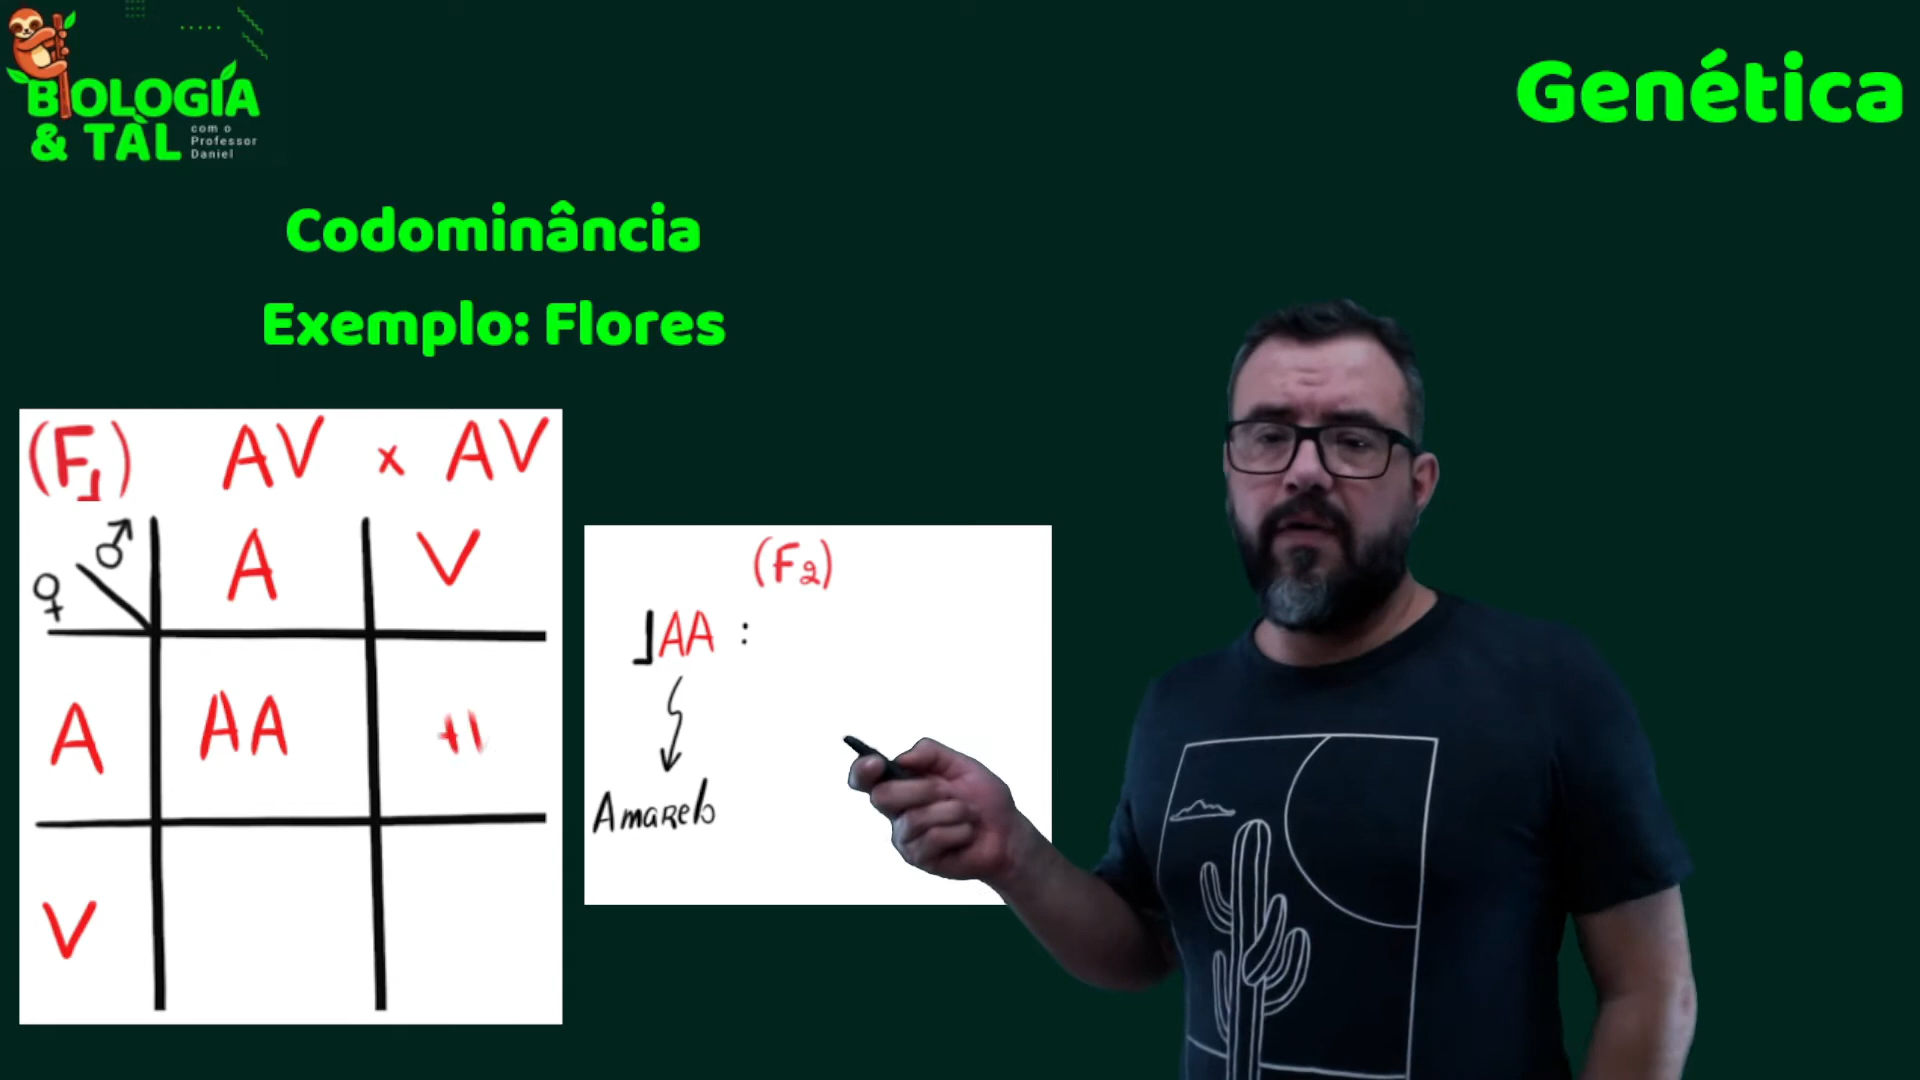 BIOLOGIA
& TAL
com o
Professor
Daniel
Genética
Codominância
Exemplo: Flores
(F1) AV x AV
♀ ♂ A V
A AA
V
(F2)
1AA :
Amarelo